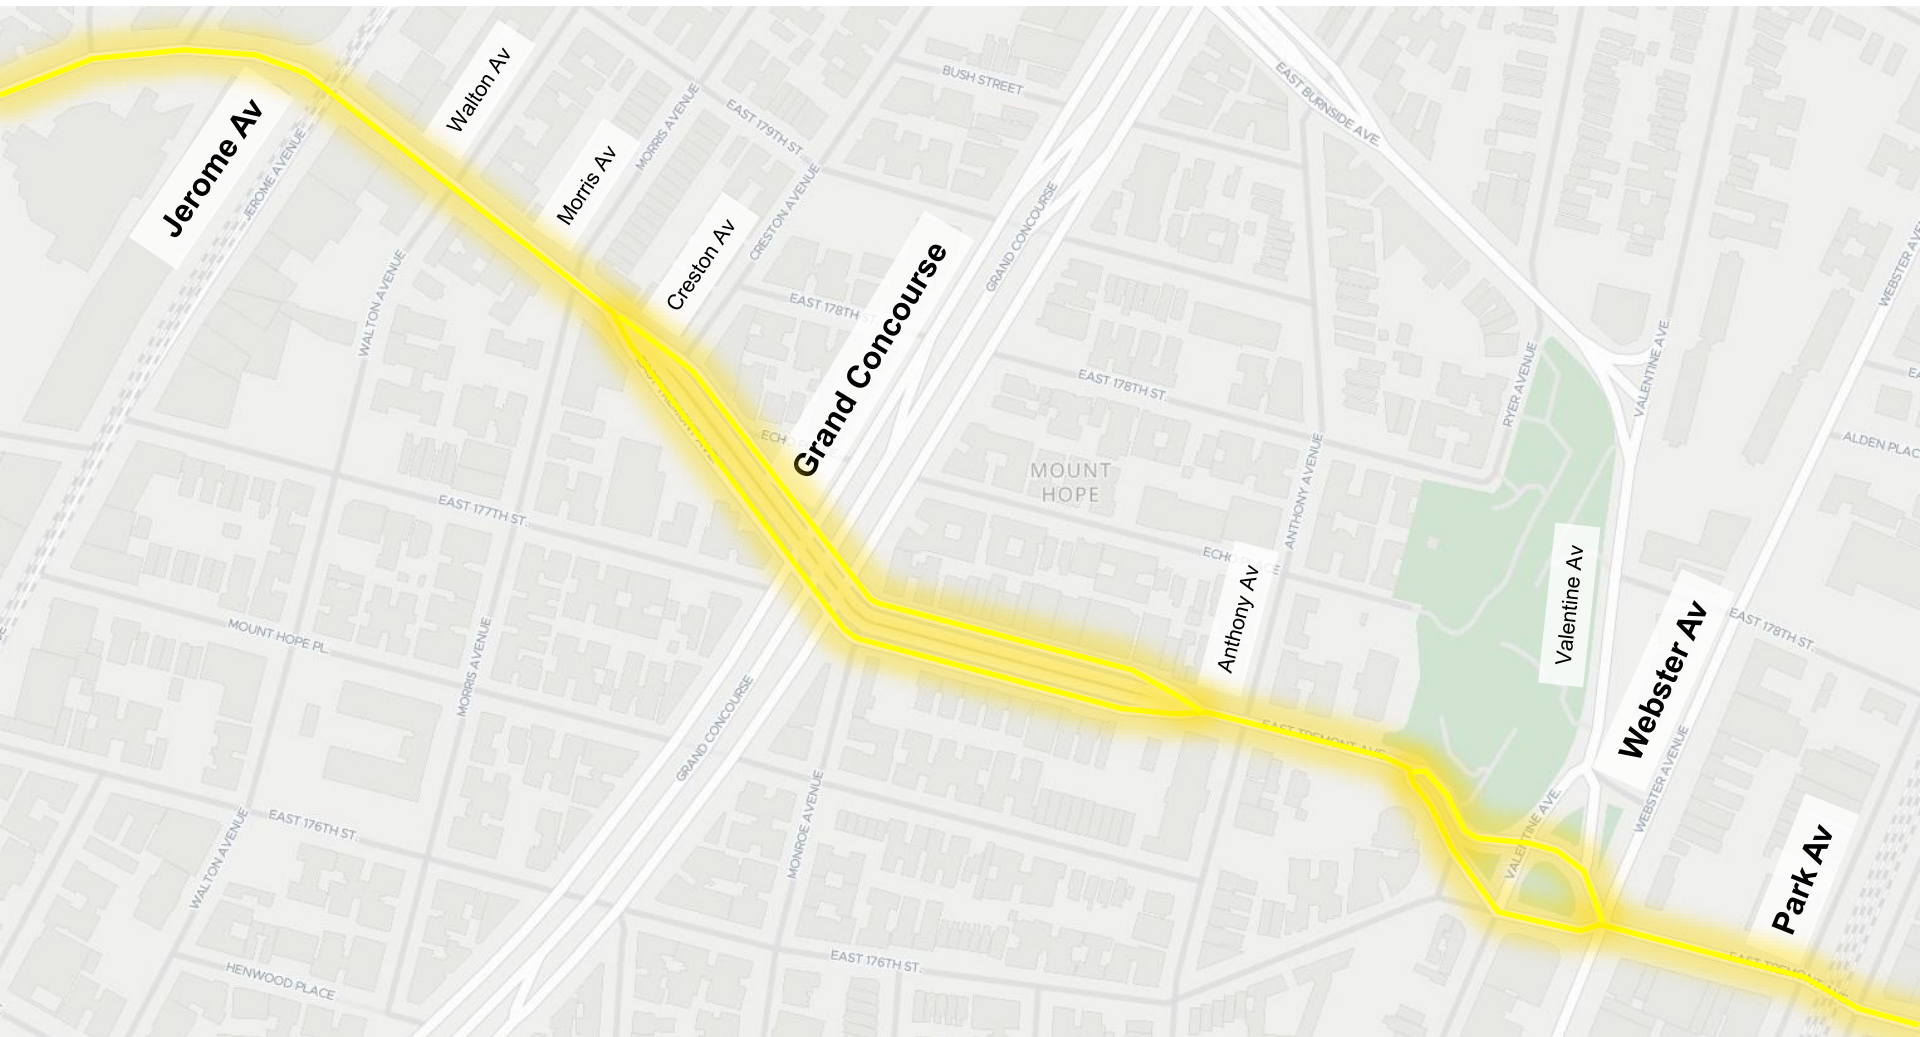 Jerome Av
Walton Av
Morris Av
Creston Av
Grand Concourse
Anthony Av
Valentine Av
Webster Av
Park Av
JEROME AVENUE
WALTON AVENUE
MORRIS AVENUE
EAST 179TH ST.
CRESTON AVENUE
BUSH STREET
GRAND CONCOURSE
EAST BURNSIDE AVE.
EAST 178TH ST.
EAST 178TH ST.
MOUNT
HOPE
ANTHONY AVENUE
RYER AVENUE
VALENTINE AVE.
WEBSTER AVE
ALDEN PLAC
EAST 178TH ST.
EAST 177TH ST.
MOUNT HOPE PL.
MORRIS AVENUE
GRAND CONCOURSE
EAST 176TH ST.
WALTON AVENUE
HENWOOD PLACE
MONROE AVENUE
EAST 176TH ST.
EAST TREMONT AVE.
VALENTINE AVE.
WEBSTER AVENUE